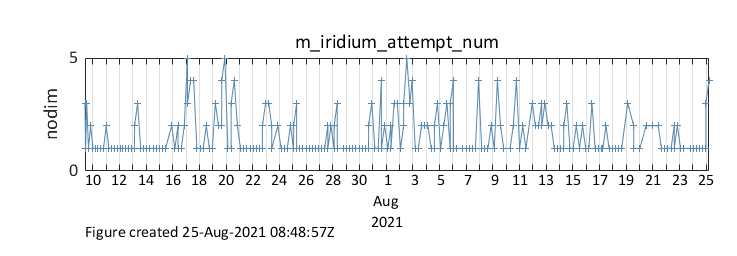 m_iridium_attempt_num
5
nodim
0
10 12 14 16 18 20 22 24 26 28 30 1 3 5 7 9 11 13 15 17 19 21 23 25
Aug
2021
Figure created 25-Aug-2021 08:48:57Z